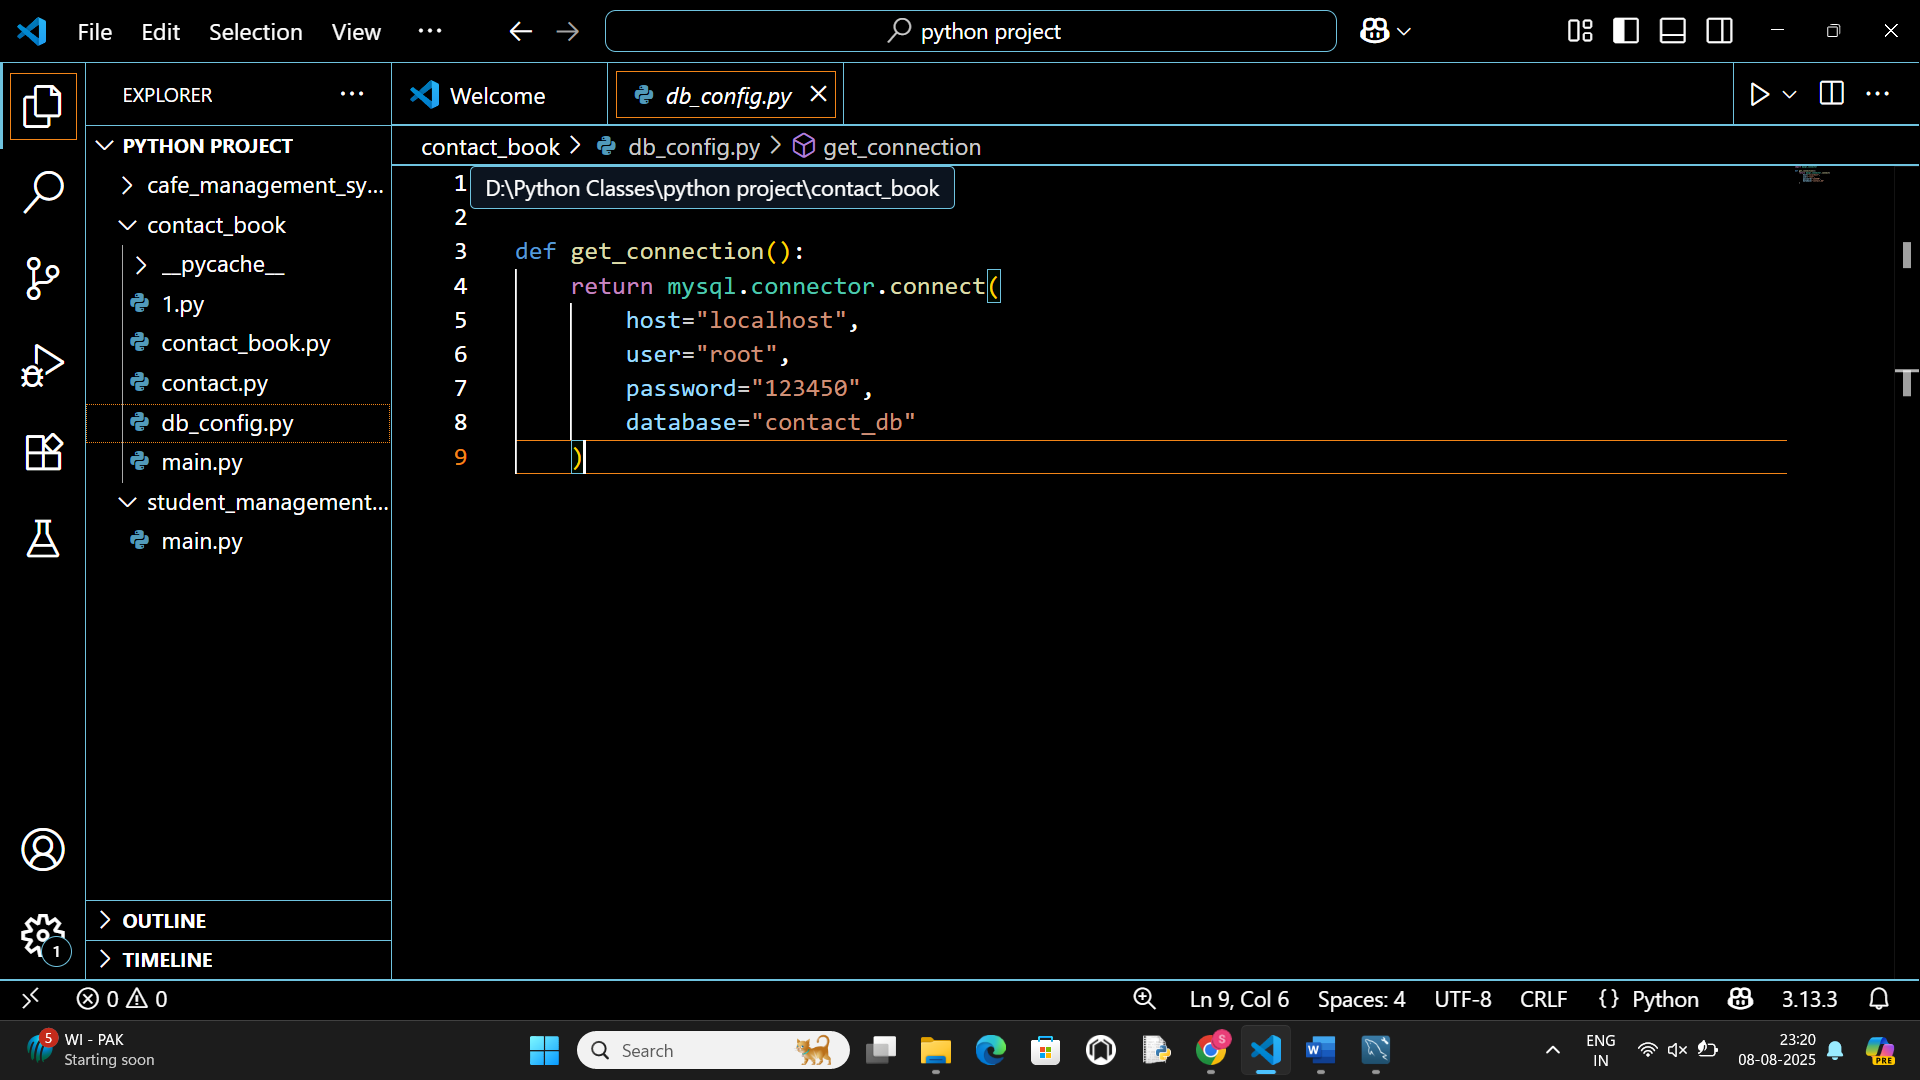 File Edit Selection View ··· python project
EXPLORER ···
Welcome
db_config.py
contact_book > db_config.py > get_connection
PYTHON PROJECT
cafe_management_sy...
contact_book
__pycache__
1.py
contact_book.py
contact.py
db_config.py
main.py
student_management...
main.py
OUTLINE
TIMELINE
D:\Python Classes\python project\contact_book
1
2
3 def get_connection():
4 return mysql.connector.connect(
5 host="localhost",
6 user="root",
7 password="123450",
8 database="contact_db"
9 )
1
0 0 Ln 9, Col 6 Spaces: 4 UTF-8 CRLF {} Python 3.13.3
5 WI - PAK
Starting soon
Search
S
W
ENG
IN
23:20
08-08-2025
PRE